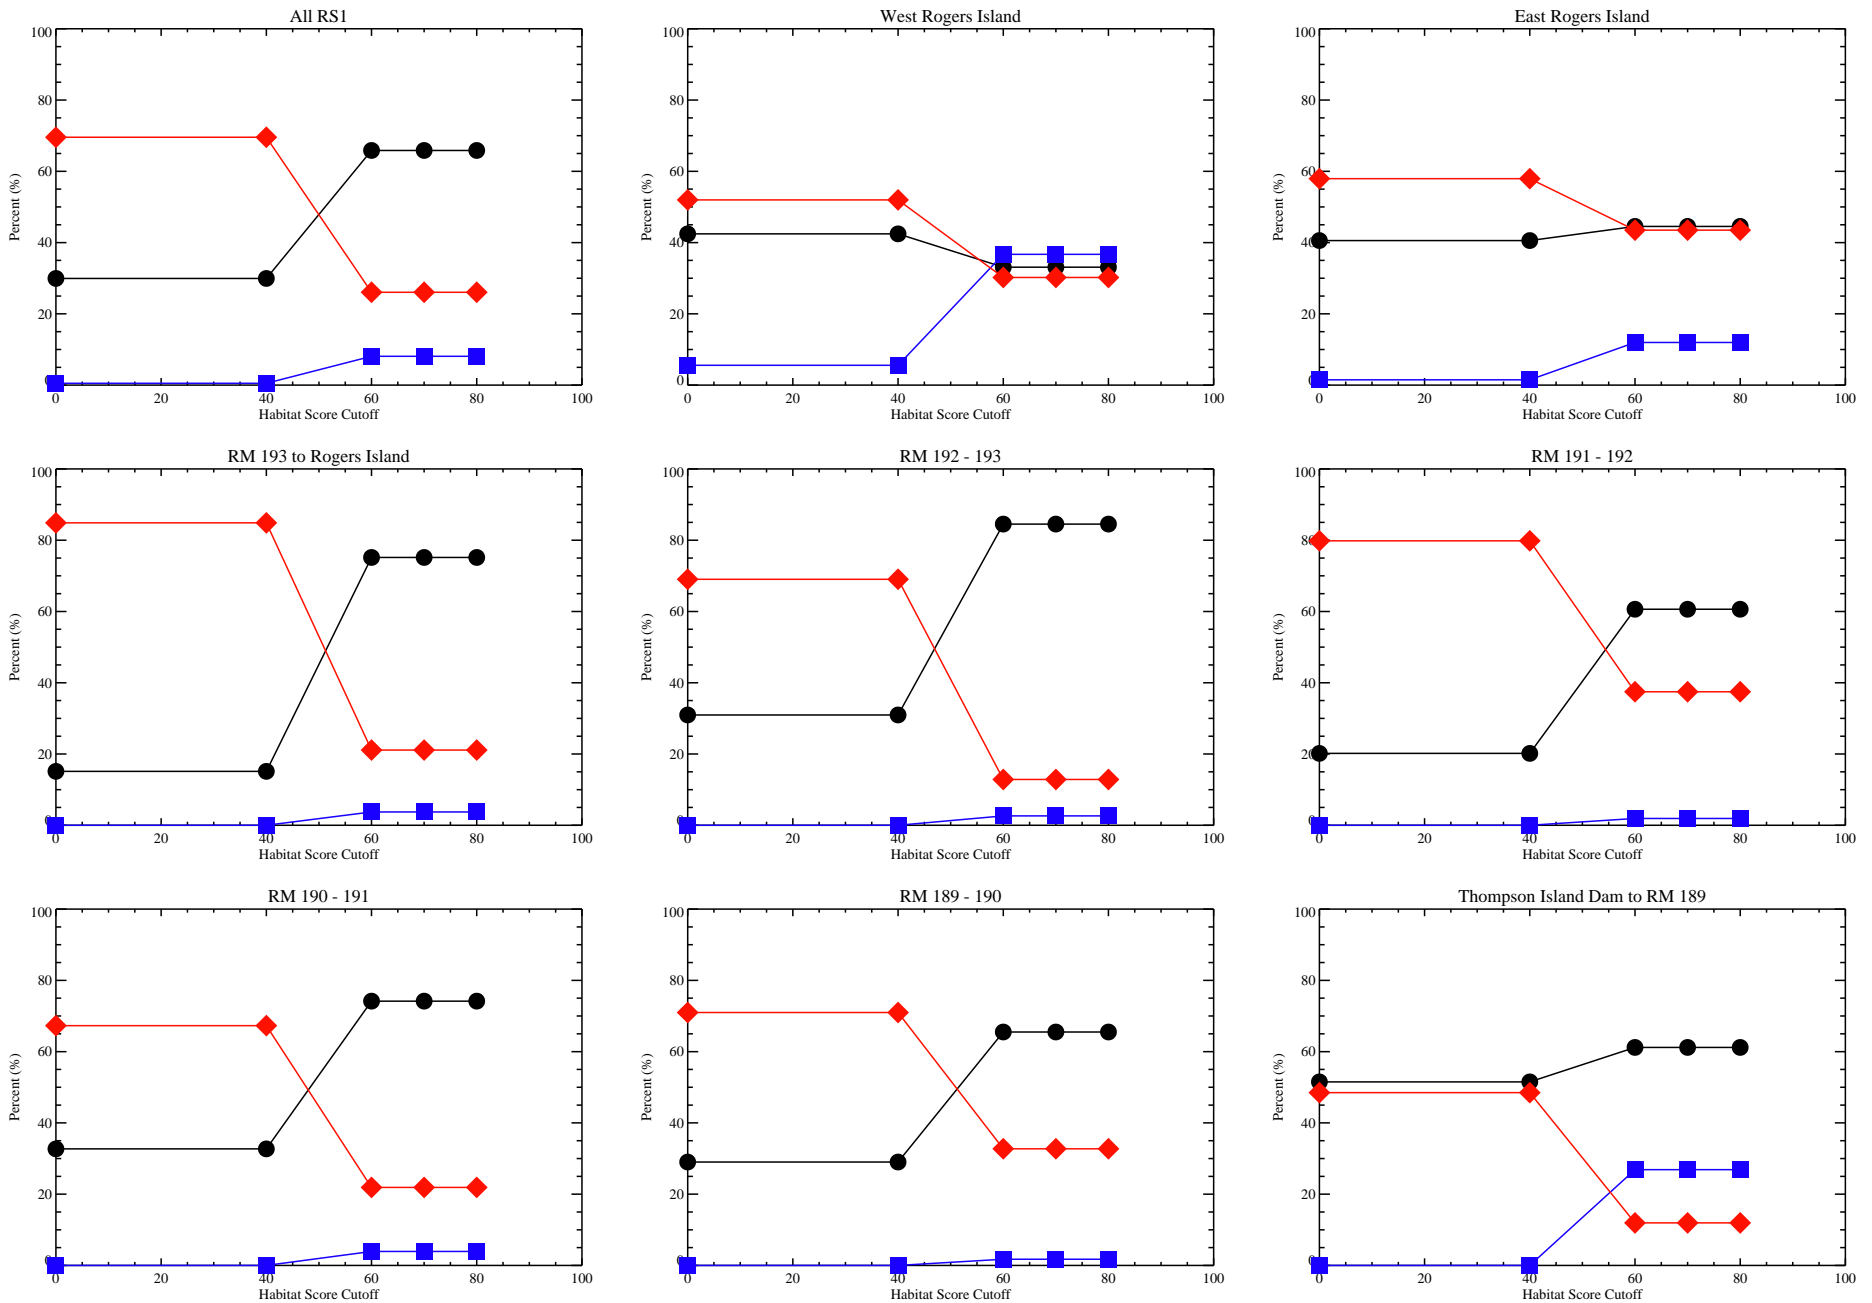 All RS1
West Rogers Island
East Rogers Island
100
80
60
40
20
0
Percent (%)
0 20 40 60 80 100
Habitat Score Cutoff
100
80
60
40
20
0
Percent (%)
0 20 40 60 80 100
Habitat Score Cutoff
100
80
60
40
20
0
Percent (%)
0 20 40 60 80 100
Habitat Score Cutoff
RM 193 to Rogers Island
RM 192 - 193
RM 191 - 192
100
80
60
40
20
0
Percent (%)
0 20 40 60 80 100
Habitat Score Cutoff
100
80
60
40
20
0
Percent (%)
0 20 40 60 80 100
Habitat Score Cutoff
100
80
60
40
20
0
Percent (%)
0 20 40 60 80 100
Habitat Score Cutoff
RM 190 - 191
RM 189 - 190
Thompson Island Dam to RM 189
100
80
60
40
20
0
Percent (%)
0 20 40 60 80 100
Habitat Score Cutoff
100
80
60
40
20
0
Percent (%)
0 20 40 60 80 100
Habitat Score Cutoff
100
80
60
40
20
0
Percent (%)
0 20 40 60 80 100
Habitat Score Cutoff